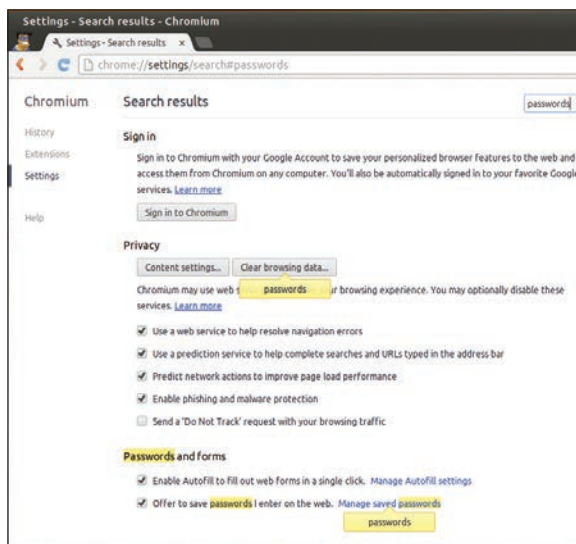 Settings - Search results - Chromium
Settings - Search results x
chrome://settings/search#passwords
Chromium
Search results
passwords
History
Extensions
Settings
Help
Sign in
Sign in to Chromium with your Google Account to save your personalized browser features to the web and
access them from Chromium on any computer. You'll also be automatically signed in to your favorite Google
services. Learn more
Sign in to Chromium
Privacy
Content settings... Clear browsing data...
passwords
Chromium may use web ur browsing experience. You may optionally disable these
services. Learn more
Use a web service to help resolve navigation errors
Use a prediction service to help complete searches and URLs typed in the address bar
Predict network actions to improve page load performance
Enable phishing and malware protection
Send a 'Do Not Track' request with your browsing traffic
Passwords and forms
Enable Autofill to fill out web forms in a single click. Manage Autofill settings
Offer to save passwords I enter on the web. Manage saved passwords
passwords